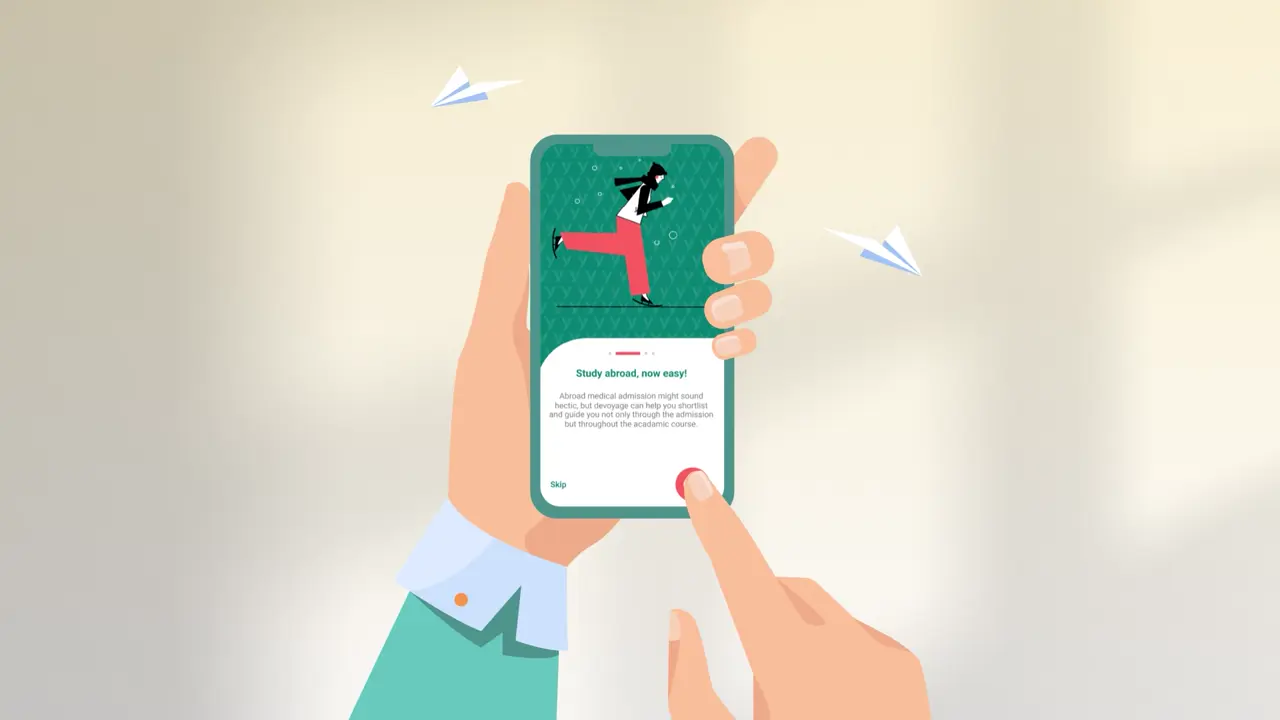 Study abroad, now easy!
Abroad medical admission might sound
hectic, but devoyage can help you shortlist
and guide you not only through the admission
but throughout the acadamic course.
Skip